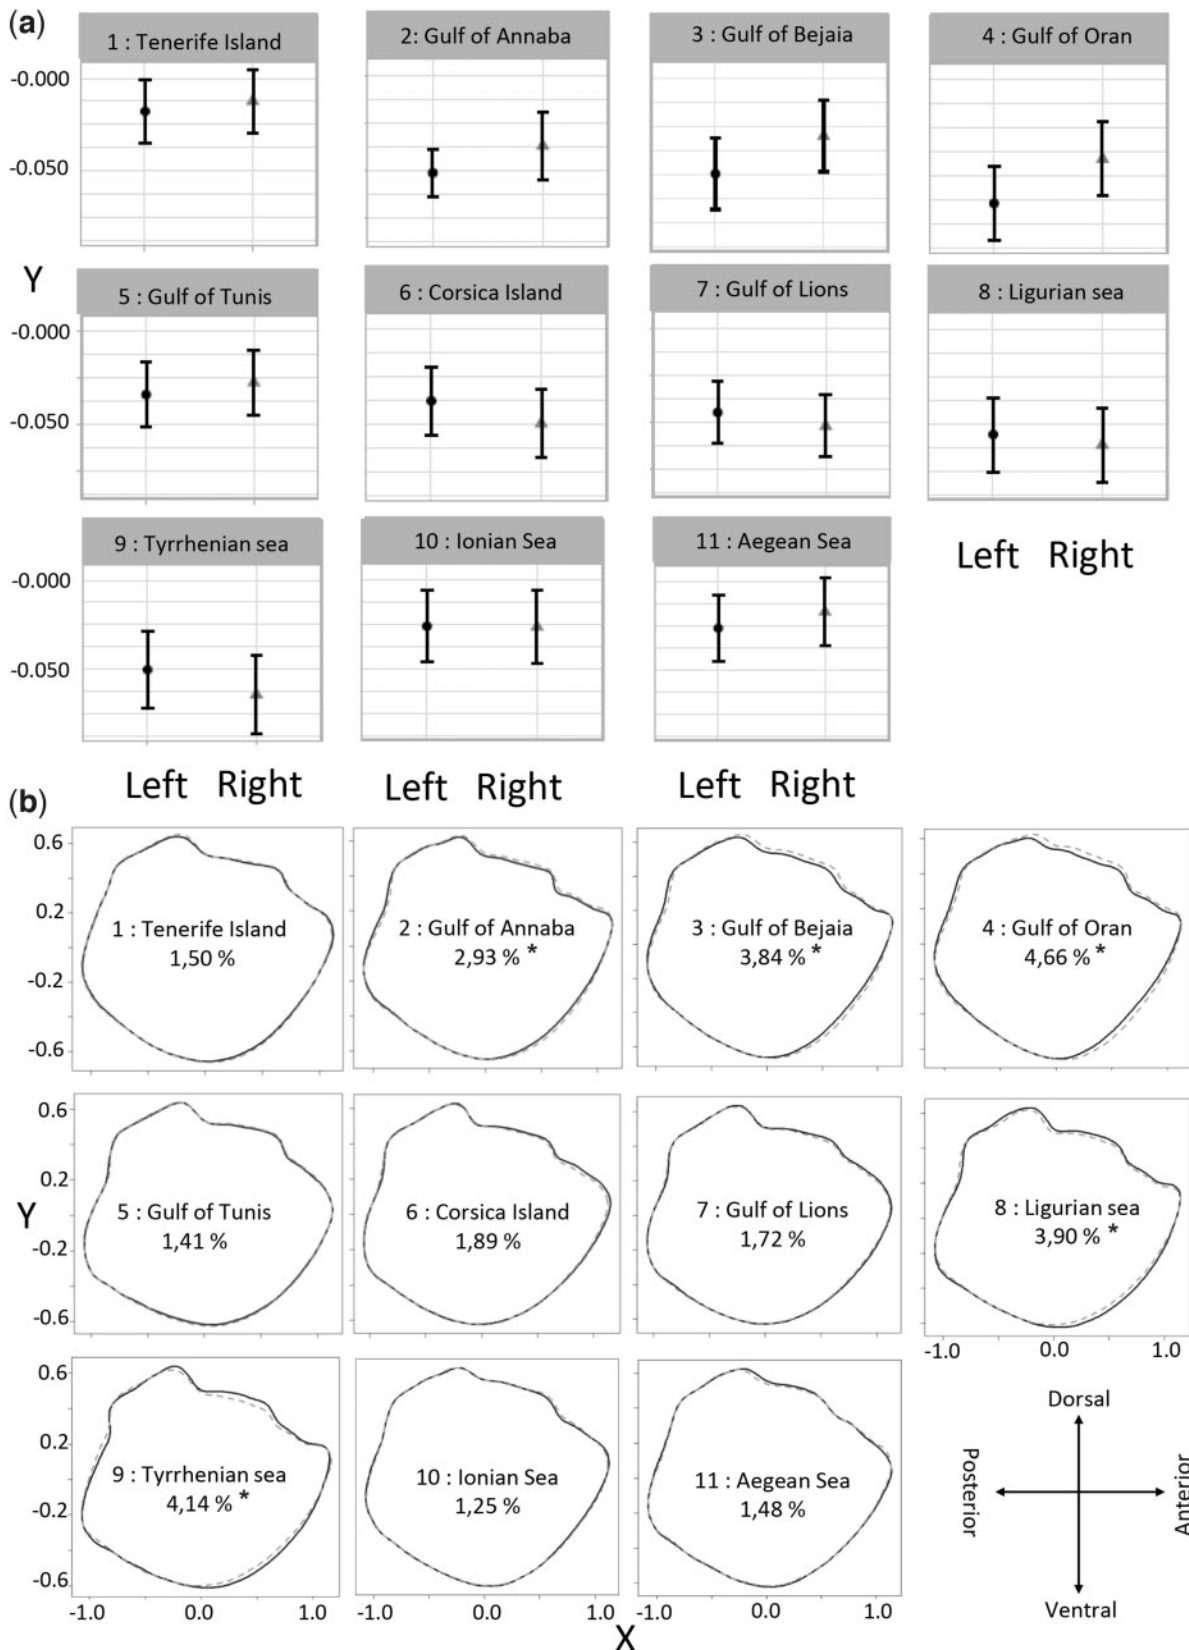 (a)
1 : Tenerife Island
2: Gulf of Annaba
3 : Gulf of Bejaia
4 : Gulf of Oran
-0.000
-0.050
Y
5 : Gulf of Tunis
6 : Corsica Island
7 : Gulf of Lions
8 : Ligurian sea
-0.000
-0.050
9 : Tyrrhenian sea
10 : Ionian Sea
11 : Aegean Sea
Left Right
-0.000
-0.050
Left Right
Left Right
Left Right
(b)
0.6
0.2
-0.2
-0.6
1 : Tenerife Island
1,50 %
2 : Gulf of Annaba
2,93 % *
3 : Gulf of Bejaia
3,84 % *
4 : Gulf of Oran
4,66 % *
Y
0.6
0.2
-0.2
-0.6
5 : Gulf of Tunis
1,41 %
6 : Corsica Island
1,89 %
7 : Gulf of Lions
1,72 %
8 : Ligurian sea
3,90 % *
-1.0 0.0 1.0
0.6
0.2
-0.2
-0.6
9 : Tyrrhenian sea
4,14 % *
10 : Ionian Sea
1,25 %
11 : Aegean Sea
1,48 %
Dorsal
Posterior
Anterior
Ventral
-1.0 0.0 1.0
-1.0 0.0 1.0
-1.0 0.0 1.0
X